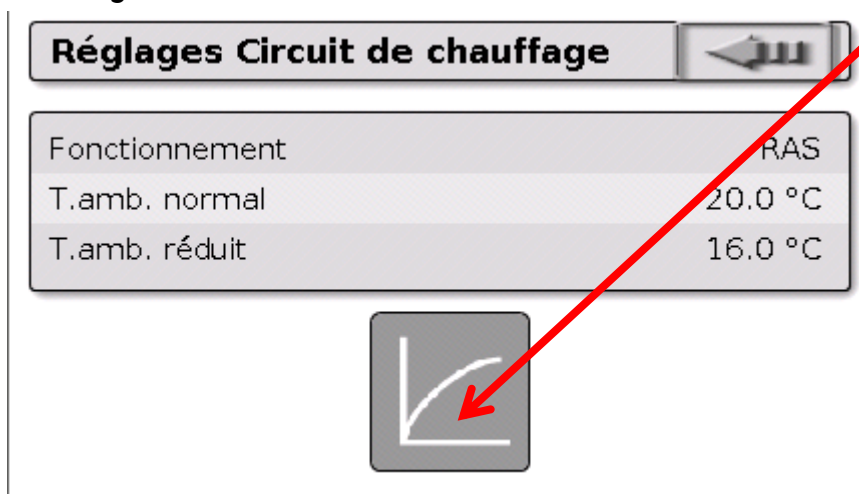 Réglages Circuit de chauffage
Fonctionnement RAS
T.amb. normal 20.0 °C
T.amb. réduit 16.0 °C